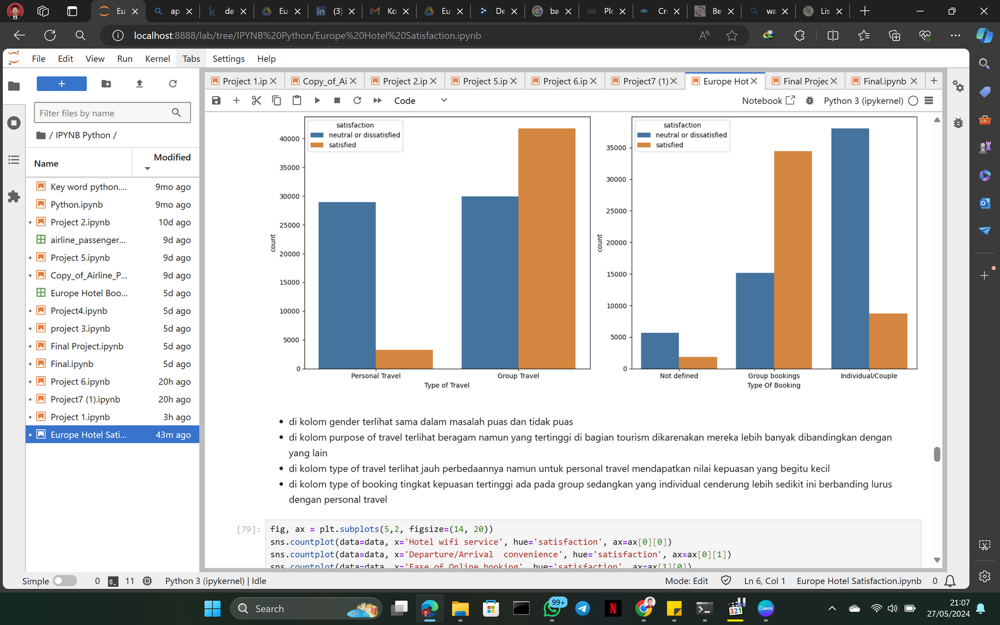 Eu
ap
da
Eu
(3)
Ko
Eu
De
ba
Plo
Cr
Be
wa
Lis
localhost:8888/lab/tree/IPYNB%20Python/Europe%20Hotel%20Satisfaction.ipynb
File Edit View Run Kernel Tabs Settings Help
Filter files by name
/ IPYNB Python /
Name Modified
Key word python.... 9mo ago
Python.ipynb 9mo ago
Project 2.ipynb 10d ago
airline_passenger... 9d ago
Project 5.ipynb 9d ago
Copy_of_Airline_P... 9d ago
Europe Hotel Boo... 5d ago
Project4.ipynb 5d ago
project 3.ipynb 5d ago
Final Project.ipynb 5d ago
Final.ipynb 5d ago
Project 6.ipynb 20h ago
Project7 (1).ipynb 20h ago
Project 1.ipynb 3h ago
Europe Hotel Sati... 43m ago
Project 1.ip
Copy_of_Ai
Project 2.ip
Project 5.ip
Project 6.ip
Project7 (1)
Europe Hot
Final Projec
Final.ipynb
Code
Notebook
Python 3 (ipykernel)
satisfaction
neutral or dissatisfied
satisfied
40000
35000
30000
25000
20000
15000
10000
5000
0
count
Personal Travel Group Travel
Type of Travel
satisfaction
neutral or dissatisfied
satisfied
35000
30000
25000
20000
15000
10000
5000
0
count
Not defined Group bookings Individual/Couple
Type Of Booking
di kolom gender terlihat sama dalam masalah puas dan tidak puas
di kolom purpose of travel terlihat beragam namun yang tertinggi di bagian tourism dikarenakan mereka lebih banyak dibandingkan dengan
yang lain
di kolom type of travel terlihat jauh perbedaannya namun untuk personal travel mendapatkan nilai kepuasan yang begitu kecil
di kolom type of booking tingkat kepuasan tertinggi ada pada group sedangkan yang individual cenderung lebih sedikit ini berbanding lurus
dengan personal travel
[79]:
fig, ax = plt.subplots(5,2, figsize=(14, 20))
sns.countplot(data=data, x='Hotel wifi service', hue='satisfaction', ax=ax[0][0])
sns.countplot(data=data, x='Departure/Arrival  convenience', hue='satisfaction', ax=ax[0][1])
sns.countplot(data=data, x='Ease of Online booking', hue='satisfaction', ax=ax[1][0])
Simple 0 11 Python 3 (ipykernel) | Idle Mode: Edit Ln 6, Col 1 Europe Hotel Satisfaction.ipynb 0
Search
99+
321
Canva
21:07
27/05/2024